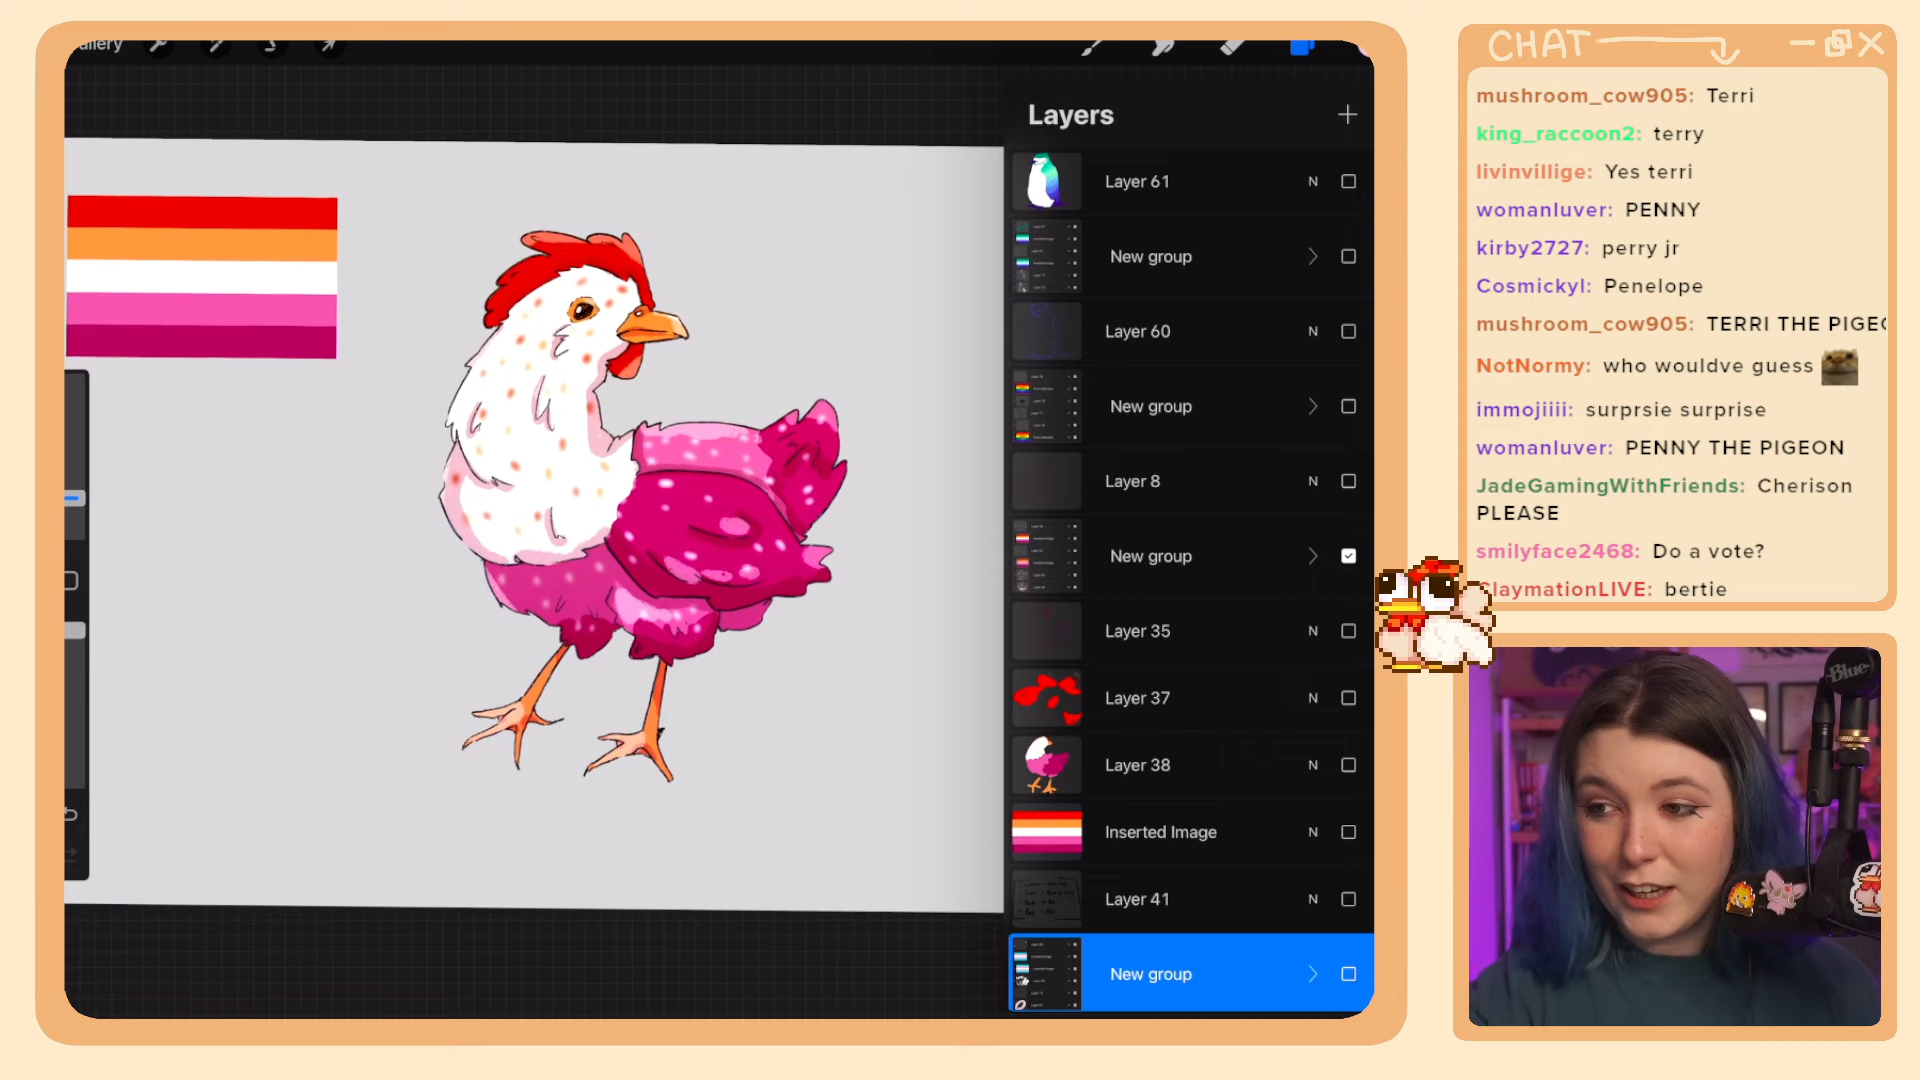 allery
Layers
Layer 61 N
New group
Layer 60 N
New group
Layer 8 N
New group
Layer 35 N
Layer 37 N
Layer 38 N
Inserted Image N
Layer 41 N
New group
CHAT
mushroom_cow905: Terri
king_raccoon2: terry
livinvillige: Yes terri
womanluver: PENNY
kirby2727: perry jr
Cosmickyl: Penelope
mushroom_cow905: TERRI THE PIGEO
NotNormy: who wouldve guess
immojiiii: surprsie surprise
womanluver: PENNY THE PIGEON
JadeGamingWithFriends: Cherison
PLEASE
smilyface2468: Do a vote?
laymationLIVE: bertie
Blue